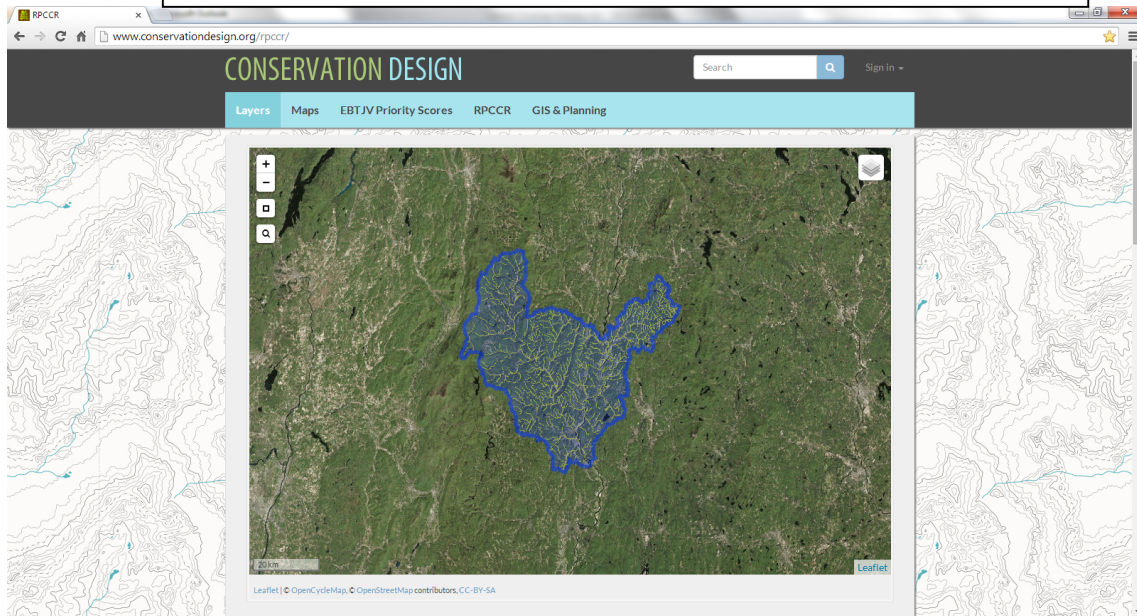 RPCCR
www.conservationdesign.org/rpccr/
CONSERVATION DESIGN
Search
Sign in
Layers Maps EBTJV Priority Scores RPCCR GIS & Planning
+
−
20 km
Leaflet
Leaflet | © OpenCycleMap, © OpenStreetMap contributors, CC-BY-SA